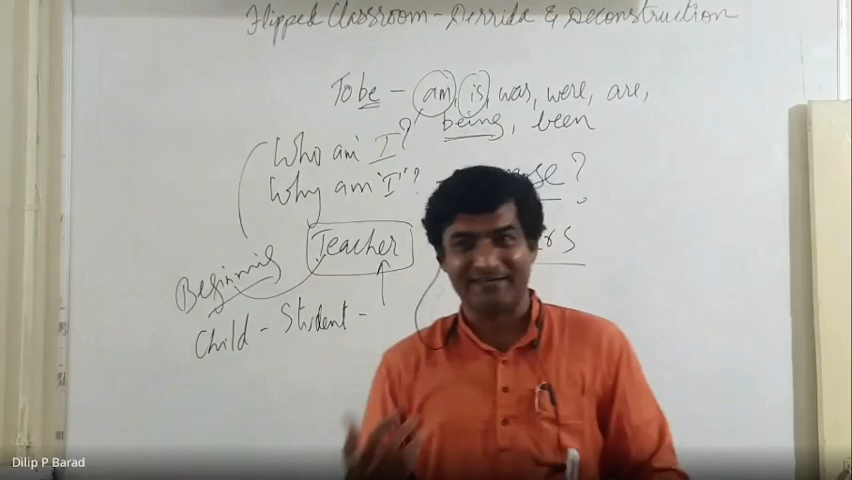 Flipped Classroom - Derrida & Deconstruction
To be - am, is, was, were, are,
being, been
Who am I?
Why am "I"? - ?
Teacher
Beginning
Child - Student -
Dilip P Barad